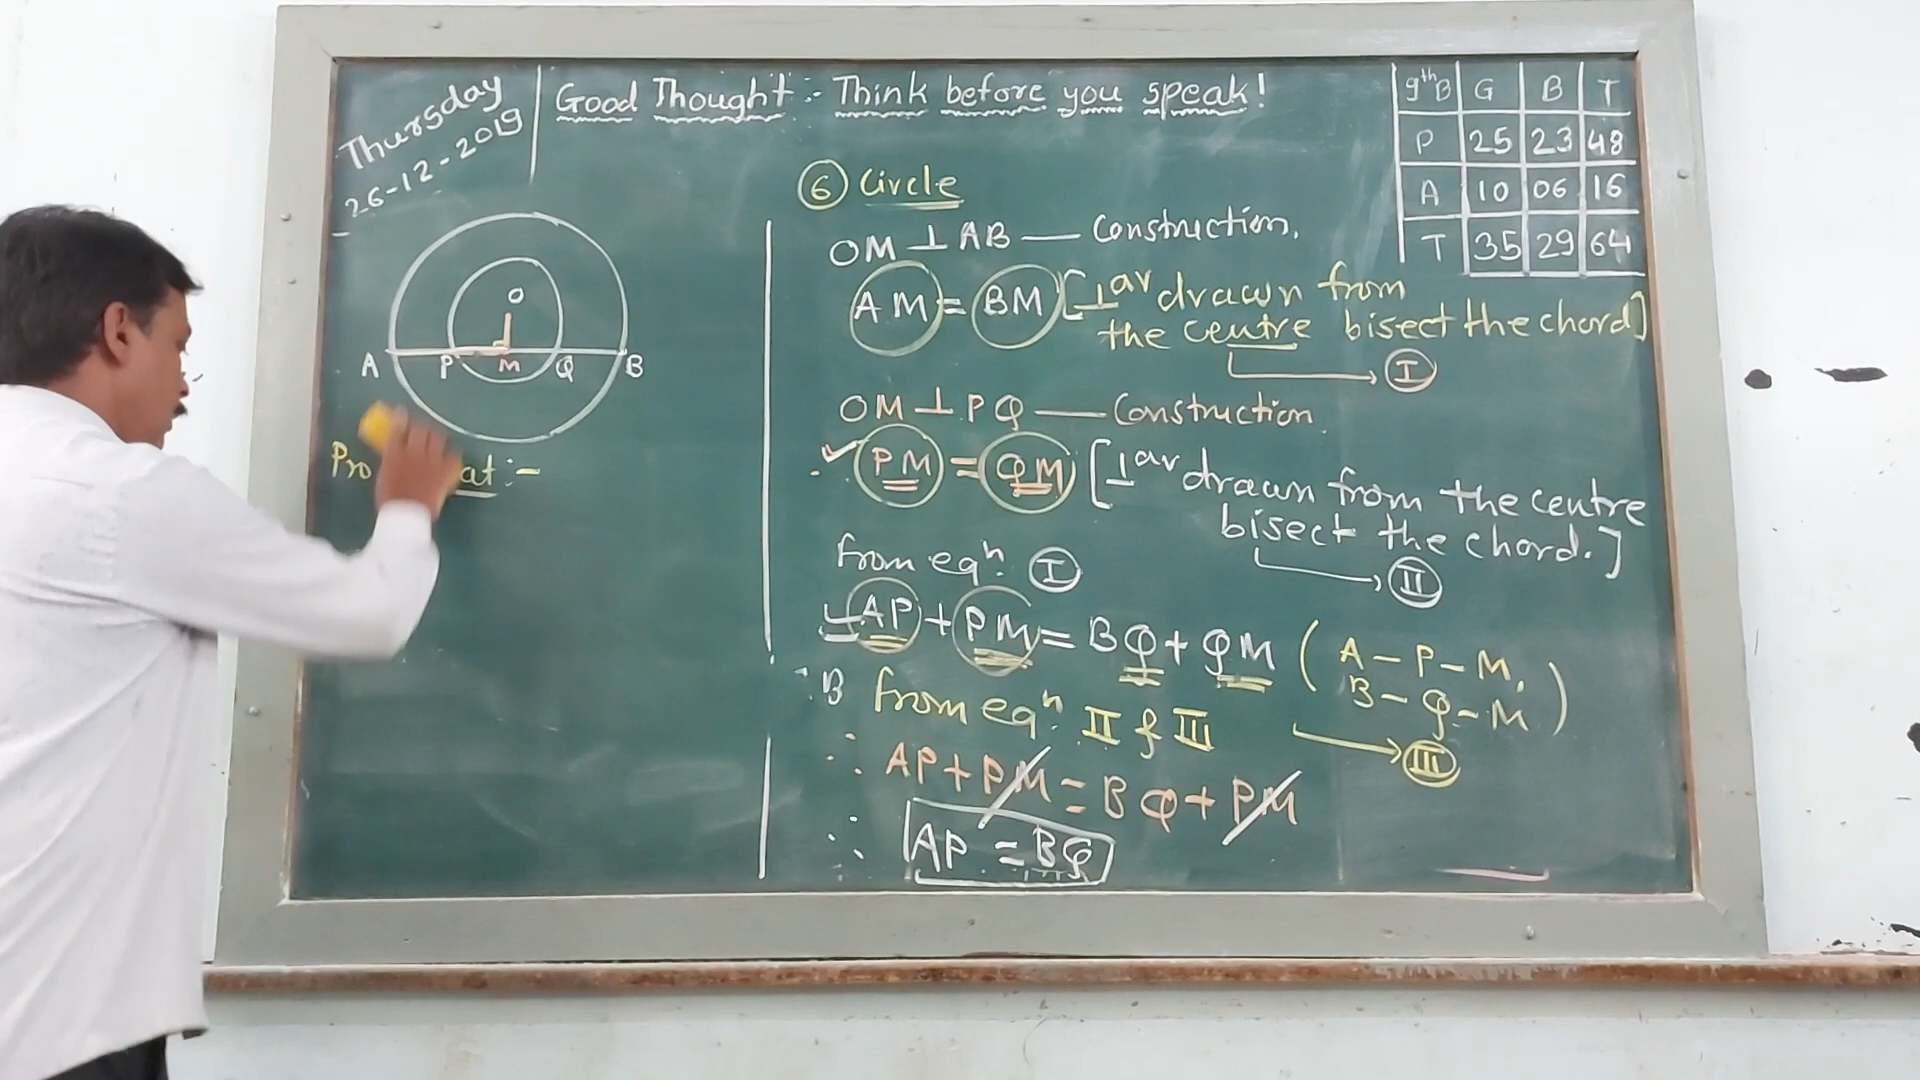 Thursday
26-12-2019
Good Thought :- Think before you speak!
9th B G B T
P 25 23 48
A 10 06 16
T 35 29 64
O
A P M Q B
at :-
6 Circle
OM ⊥ AB — Construction.
AM = BM [⊥ar drawn from
the centre bisect the chord]
→ I
OM ⊥ PQ — Construction.
∴ PM = QM [⊥ar drawn from the centre
bisect the chord.]
→ II
from eqn. I
AP + PM = BQ + QM ( A - P - M,
B - Q - M )
→ III
∴ B from eqn. II & III
∴ AP + PM = BQ + PM
∴ AP = BQ